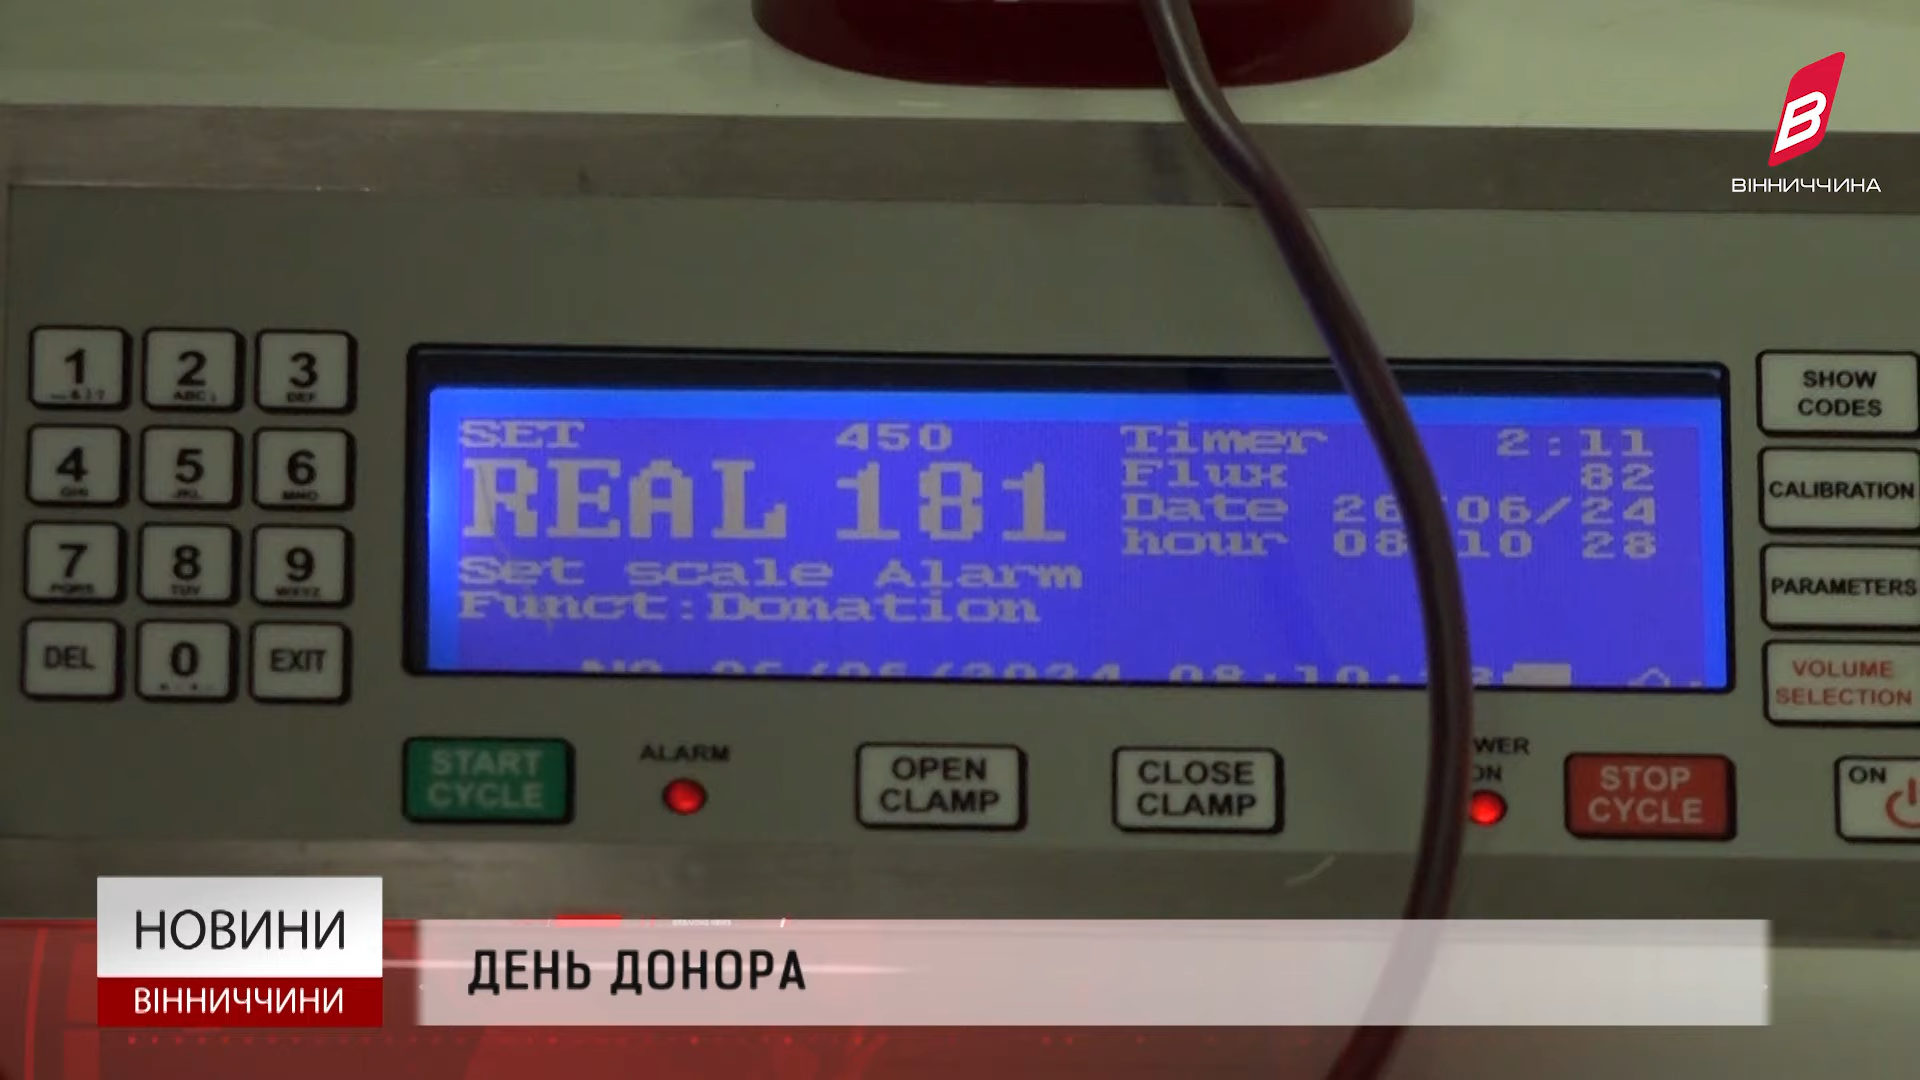 B
ВІННИЧЧИНА
1
2
ABC
3
DEF
4
GHI
5
JKL
6
MNO
7
PQRS
8
TUV
9
WXYZ
DEL
0
EXIT
SET 450
REAL 181
Set scale Alarm
Funct:Donation
Timer 2:11
Flux 82
Date 26 06/24
hour 08 10 28
SHOW
CODES
CALIBRATION
PARAMETERS
VOLUME
SELECTION
START
CYCLE
ALARM
OPEN
CLAMP
CLOSE
CLAMP
WER
ON
STOP
CYCLE
ON
НОВИНИ
ВІННИЧЧИНИ
ДЕНЬ ДОНОРА